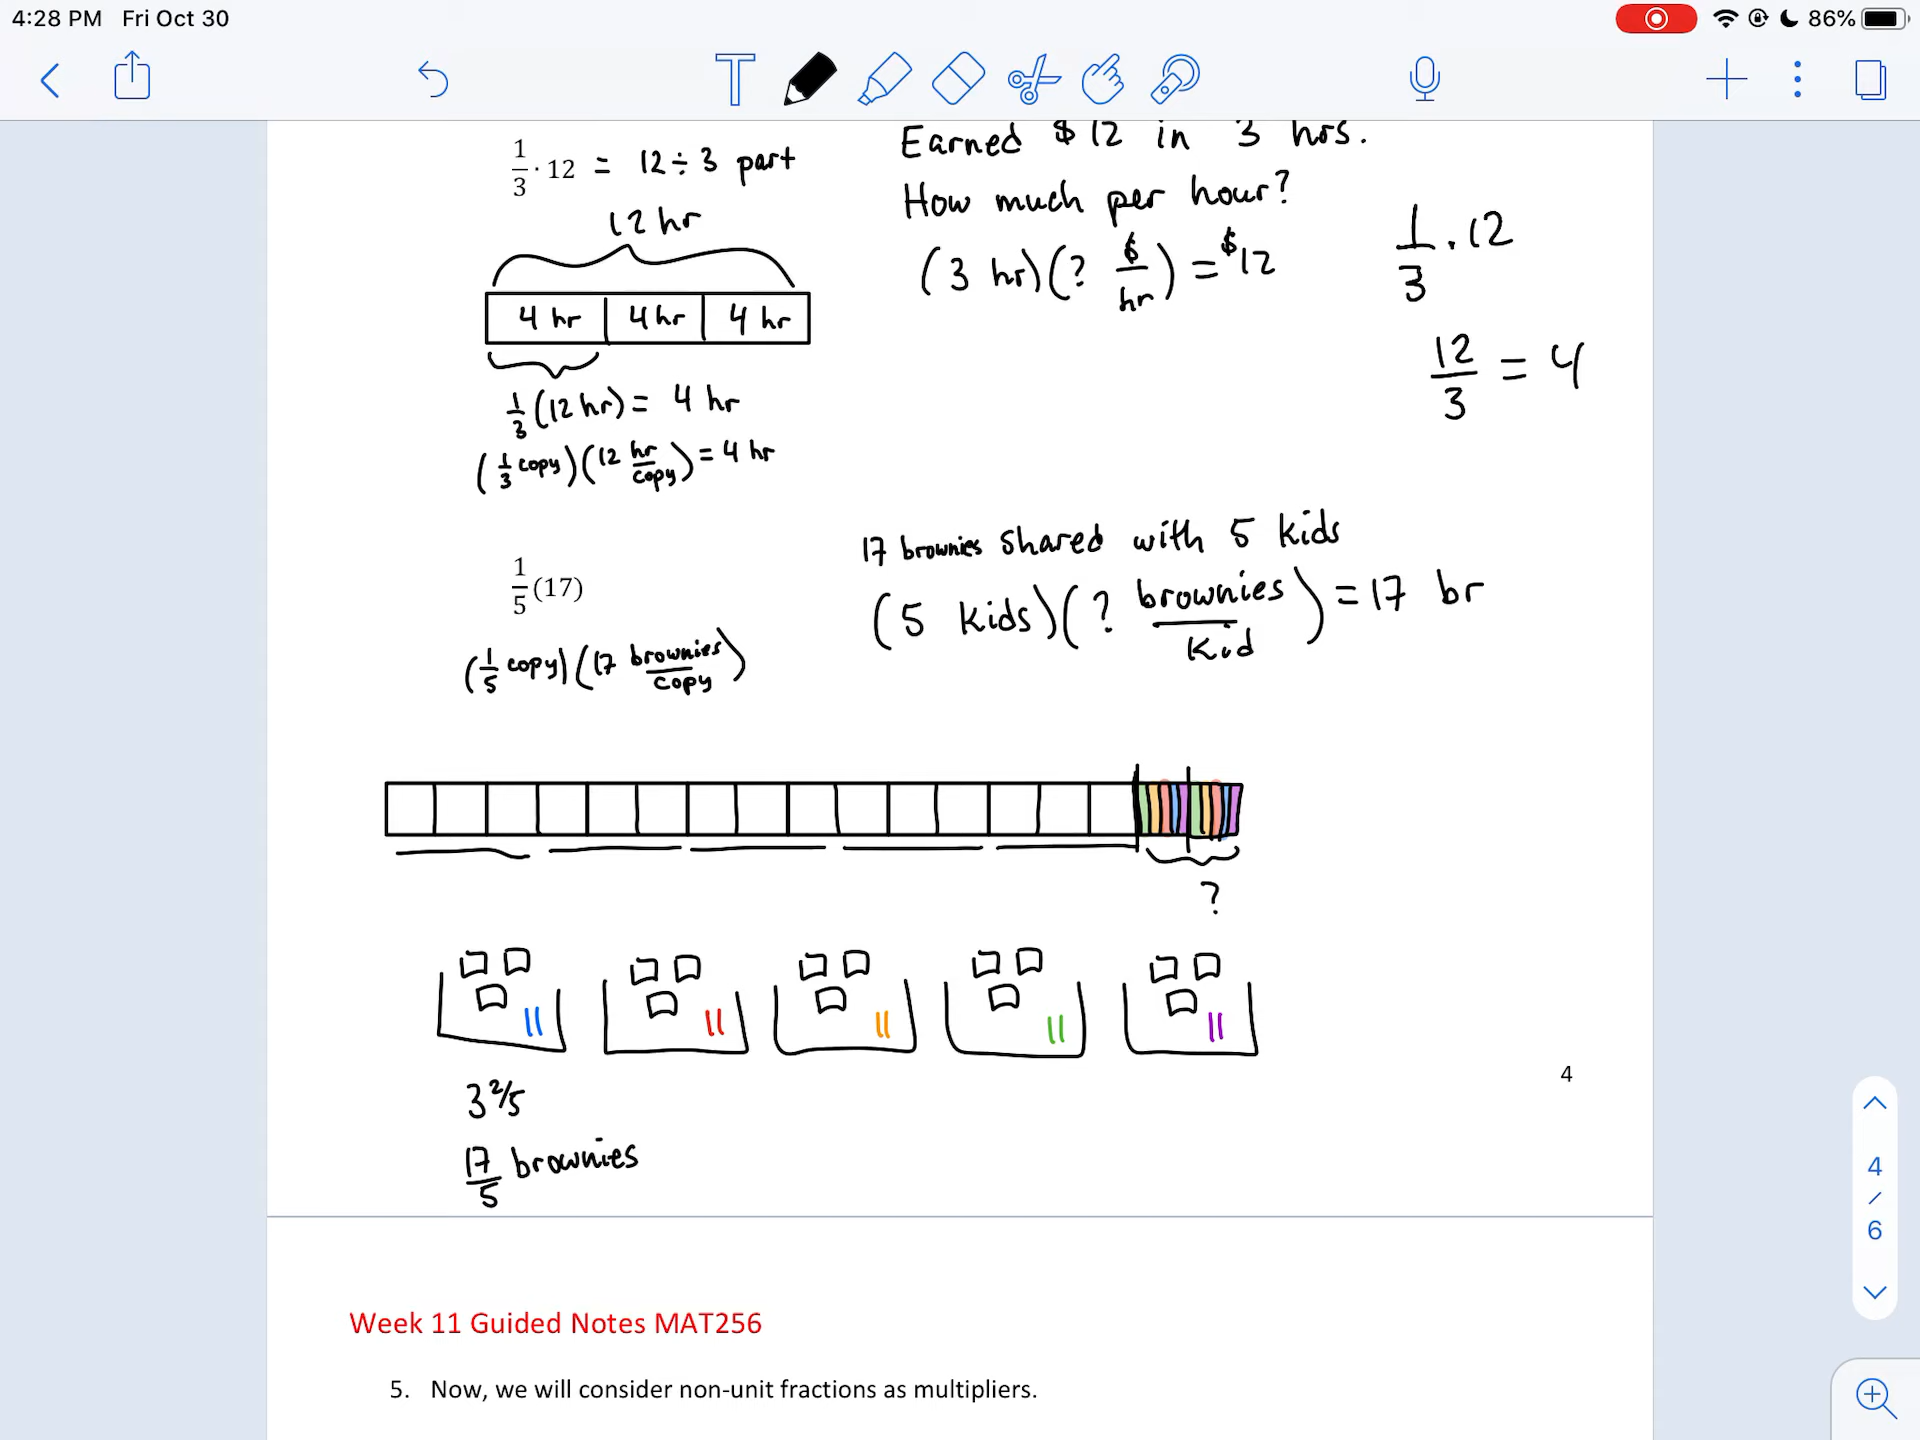 4:28 PM Fri Oct 30
86%
1/3 · 12 = 12 ÷ 3 part
12 hr
4 hr 4 hr 4 hr
1/3 (12 hr) = 4 hr
(1/3 copy)(12 hr/copy) = 4 hr
Earned $12 in 3 hrs.
How much per hour?
(3 hr)(? $/hr) = $12
1/3 · 12
12/3 = 4
1/5 (17)
(1/5 copy)(17 brownies/copy)
17 brownies shared with 5 kids
(5 kids)(? brownies/kid) = 17 br
?
3 2/5
17/5 brownies
4
4
/
6
Week 11 Guided Notes MAT256
5. Now, we will consider non-unit fractions as multipliers.